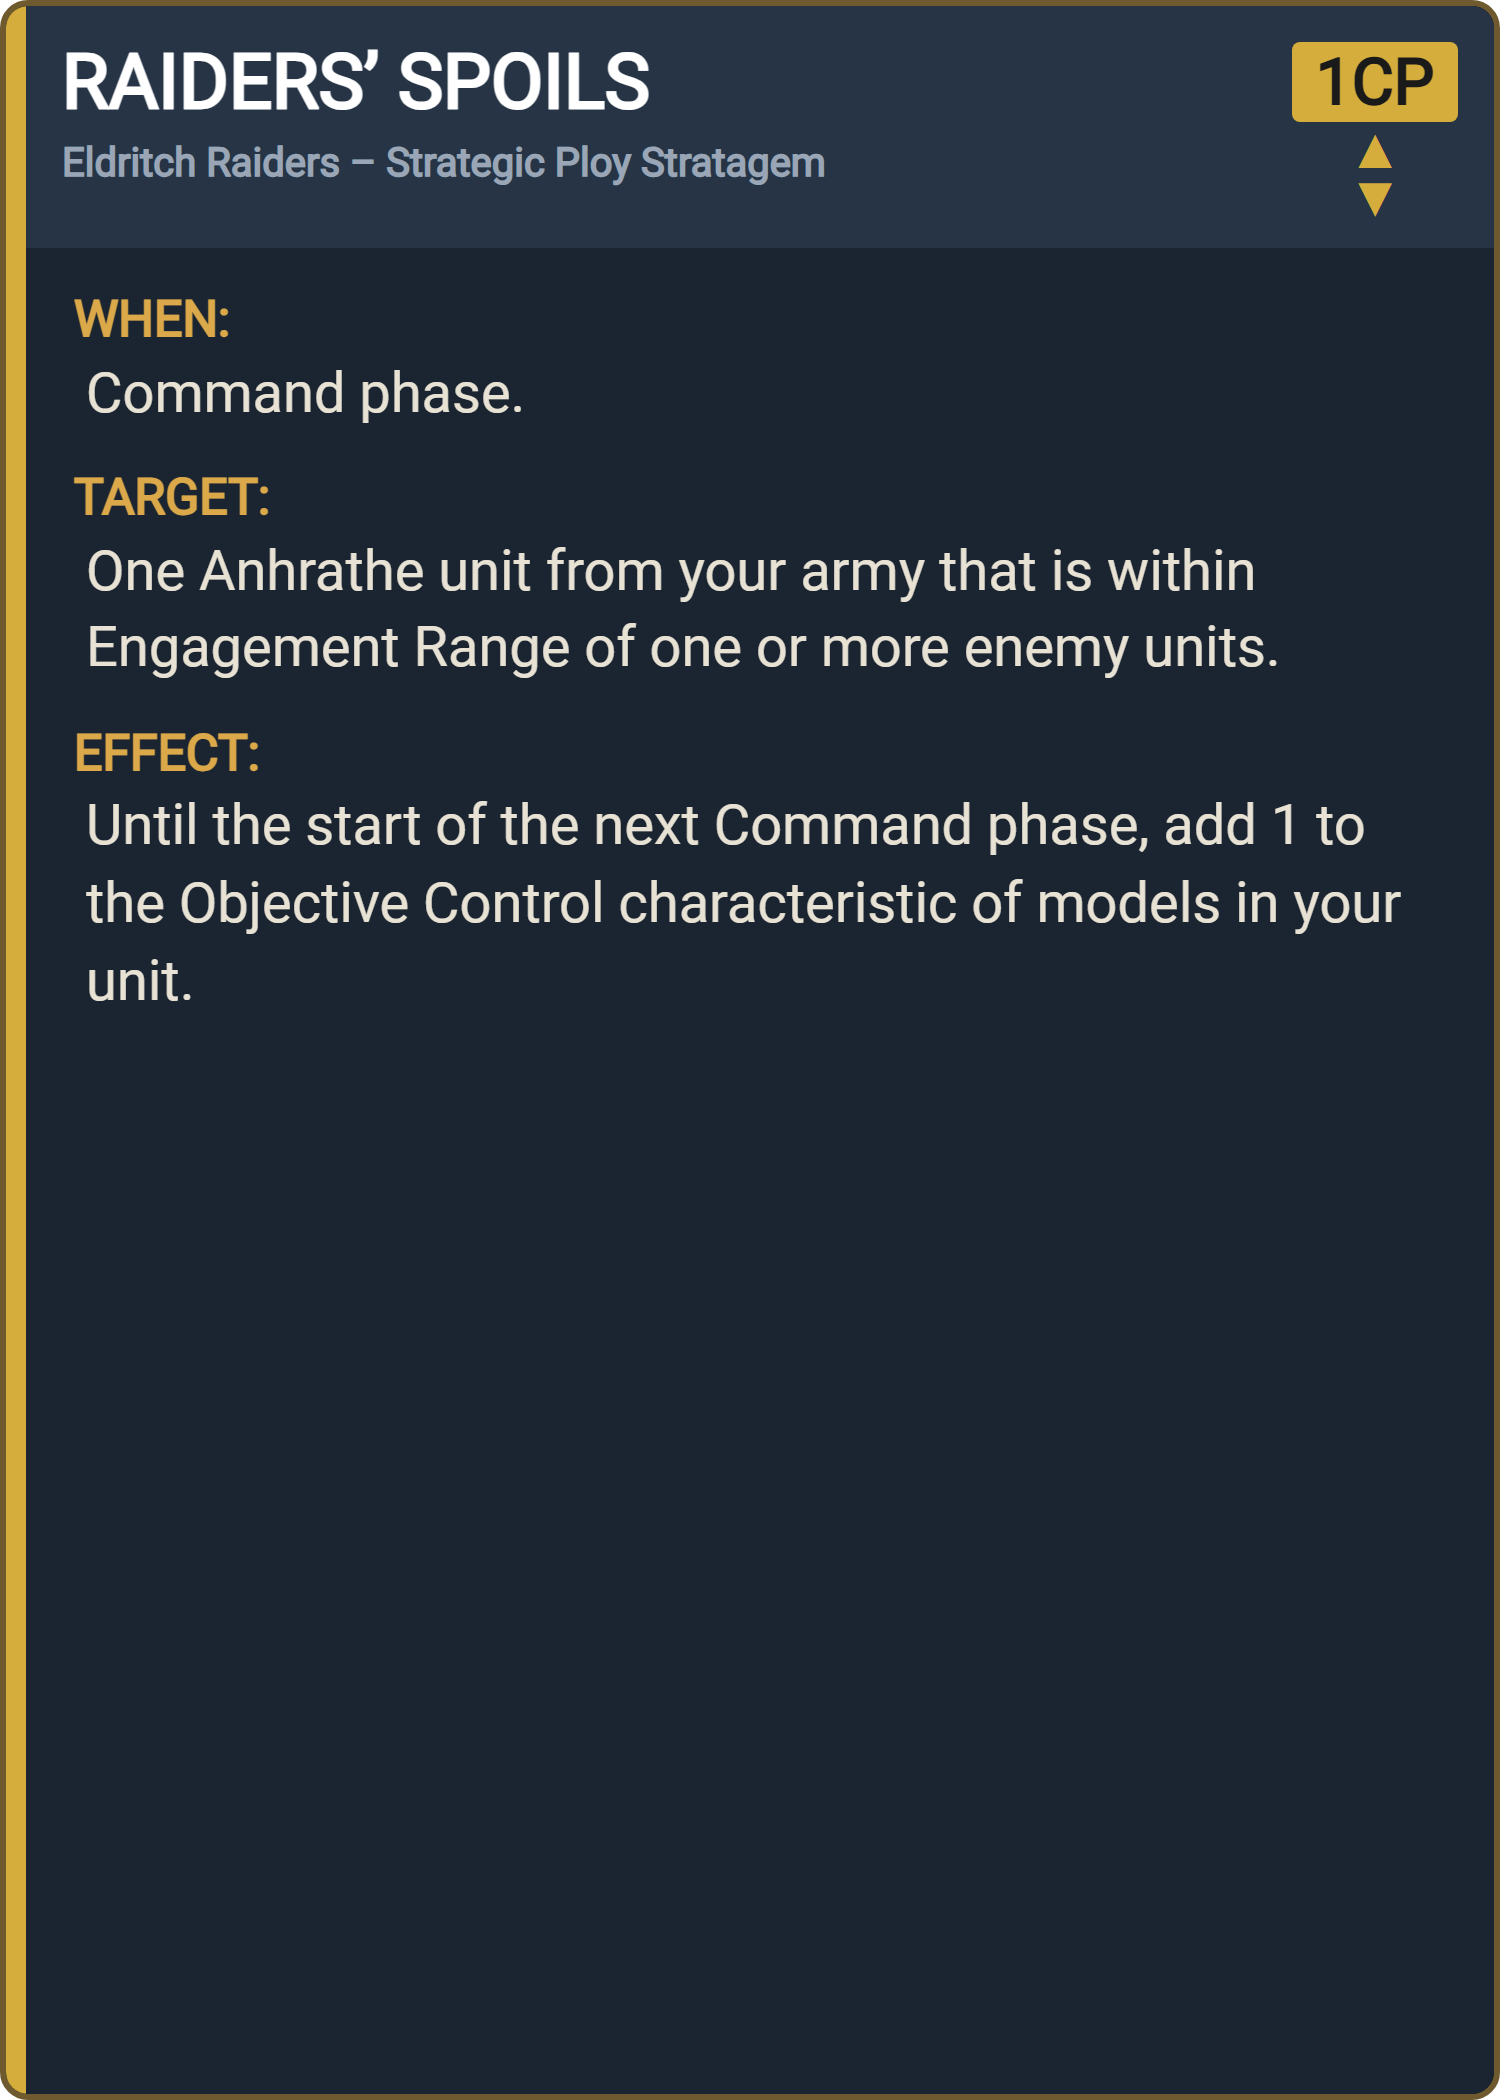 RAIDERS’ SPOILS
1CP
Eldritch Raiders – Strategic Ploy Stratagem
WHEN:
Command phase.
TARGET:
One Anhrathe unit from your army that is within
Engagement Range of one or more enemy units.
EFFECT:
Until the start of the next Command phase, add 1 to
the Objective Control characteristic of models in your
unit.